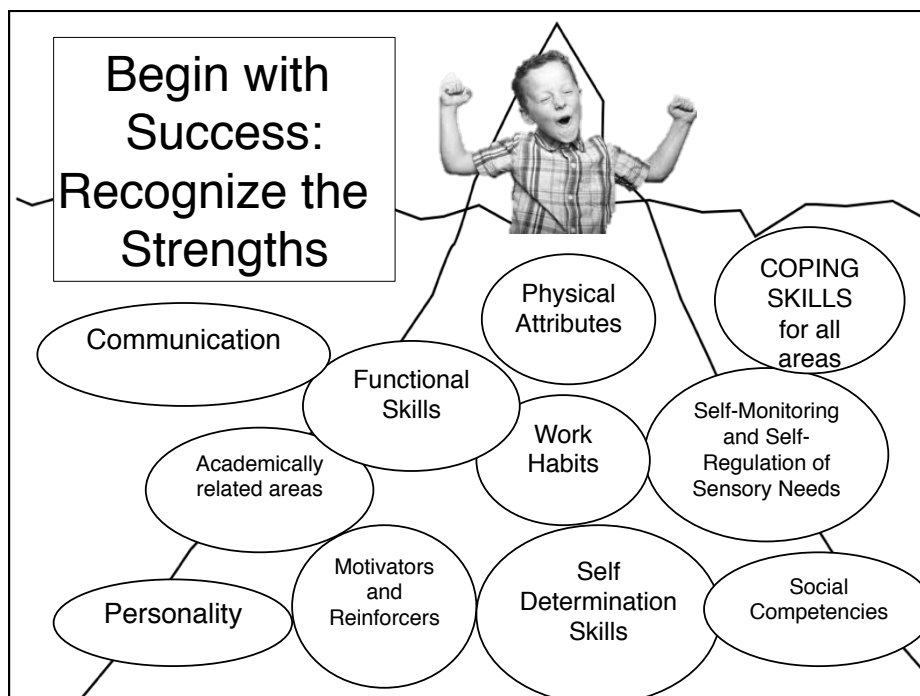 Begin with
Success:
Recognize the
Strengths
Physical
Attributes
COPING
SKILLS
for all
areas
Communication
Functional
Skills
Work
Habits
Self-Monitoring
and Self-
Regulation of
Sensory Needs
Academically
related areas
Motivators
and
Reinforcers
Self
Determination
Skills
Social
Competencies
Personality